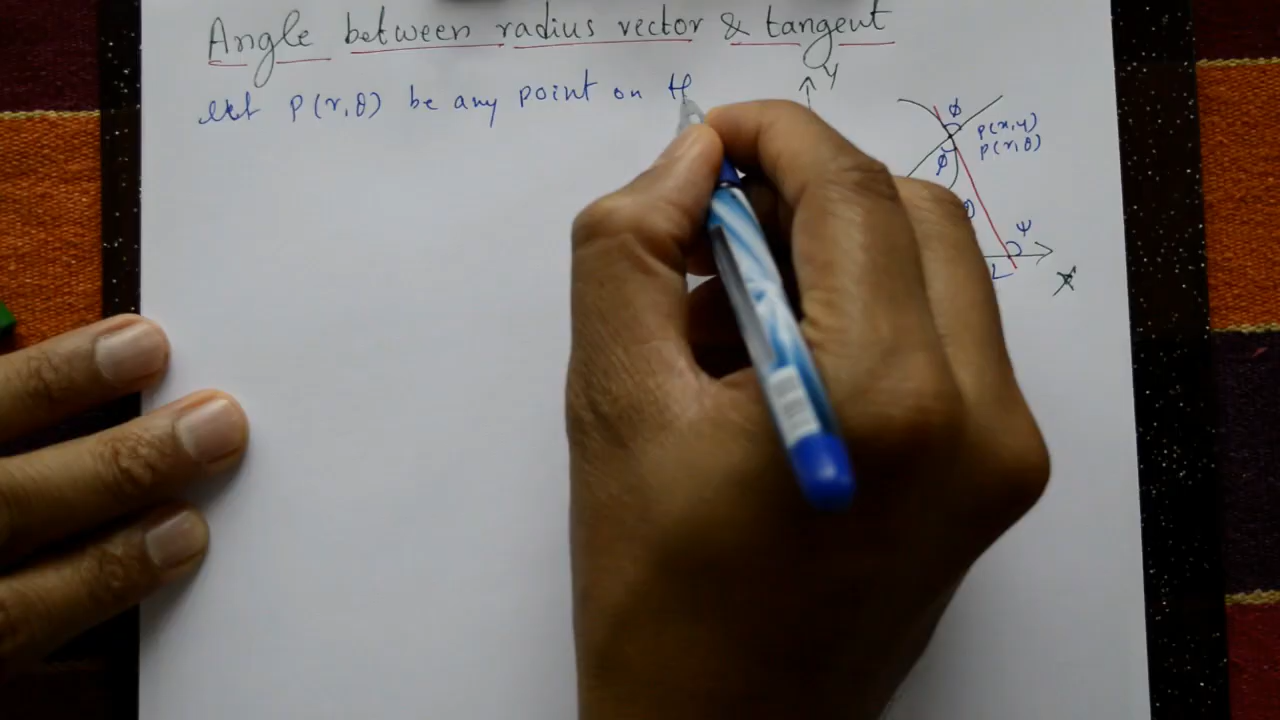 Angle between radius vector & tangent
Let P(r,θ) be any point on
y
ϕ
P(x,y)
P(r,θ)
ϕ
θ
ψ
L
x